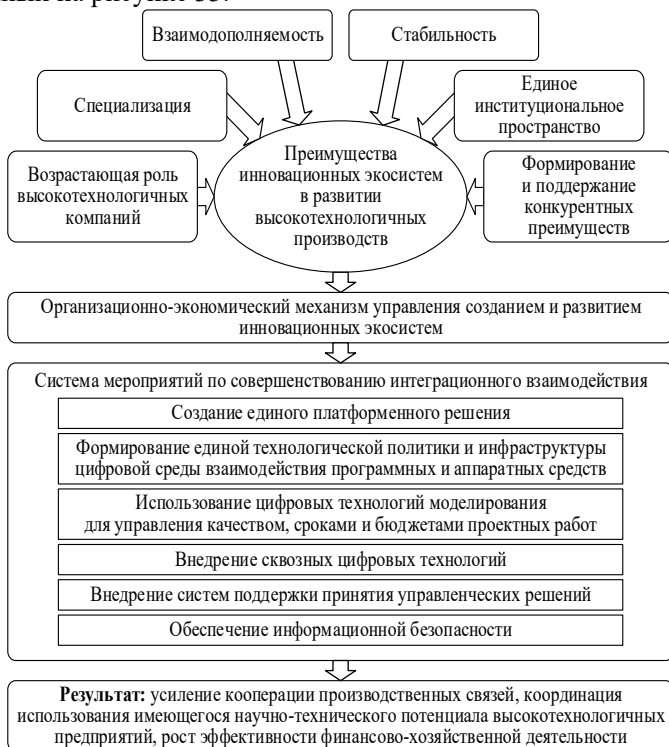 на рисунке 35.
Взаимодополняемость
Стабильность
Специализация
Единое
институциональное
пространство
Возрастающая роль
высокотехнологичных
компаний
Преимущества
инновационных экосистем
в развитии
высокотехнологичных
производств
Формирование
и поддержание
конкурентных
преимуществ
Организационно-экономический механизм управления созданием и развитием
инновационных экосистем
Система мероприятий по совершенствованию интеграционного взаимодействия
Создание единого платформенного решения
Формирование единой технологической политики и инфраструктуры
цифровой среды взаимодействия программных и аппаратных средств
Использование цифровых технологий моделирования
для управления качеством, сроками и бюджетами проектных работ
Внедрение сквозных цифровых технологий
Внедрение систем поддержки принятия управленческих решений
Обеспечение информационной безопасности
Результат: усиление кооперации производственных связей, координация
использования имеющегося научно-технического потенциала высокотехнологичных
предприятий, рост эффективности финансово-хозяйственной деятельности